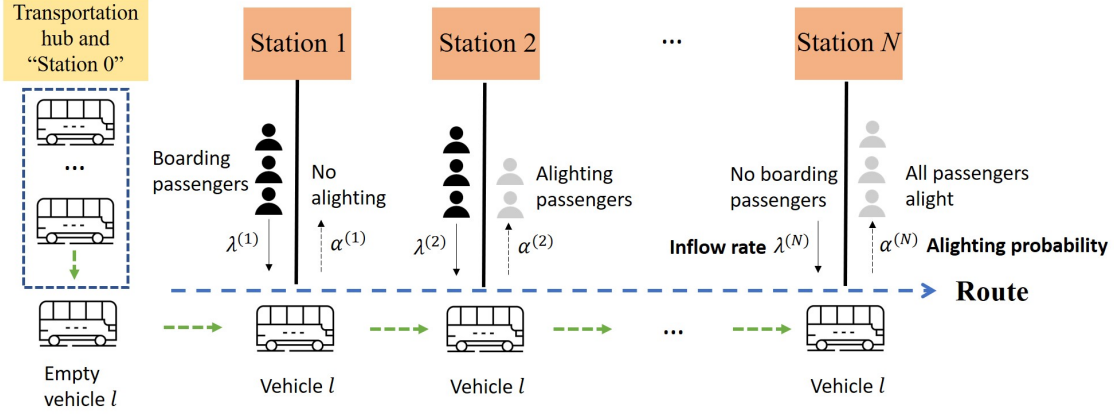 Transportation
hub and
“Station 0”
...
Empty
vehicle l
Station 1
Boarding
passengers
No
alighting
λ⁽¹⁾
α⁽¹⁾
Vehicle l
Station 2
Alighting
passengers
λ⁽²⁾
α⁽²⁾
Vehicle l
...
...
Station N
No boarding
passengers
All passengers
alight
Inflow rate λ⁽ᴺ⁾
α⁽ᴺ⁾ Alighting probability
Route
Vehicle l